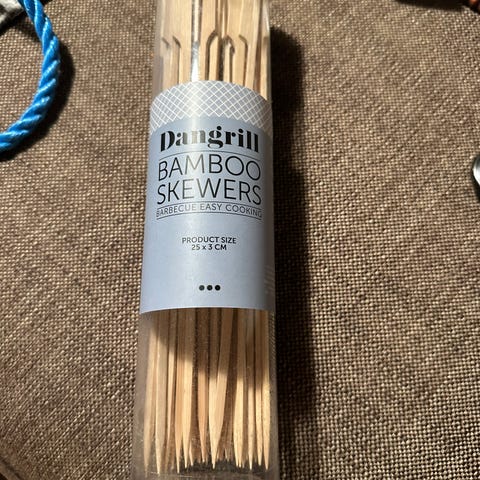 Dangrill
BAMBOO
SKEWERS
BARBECUE EASY COOKING
PRODUCT SIZE
25 x 3 CM